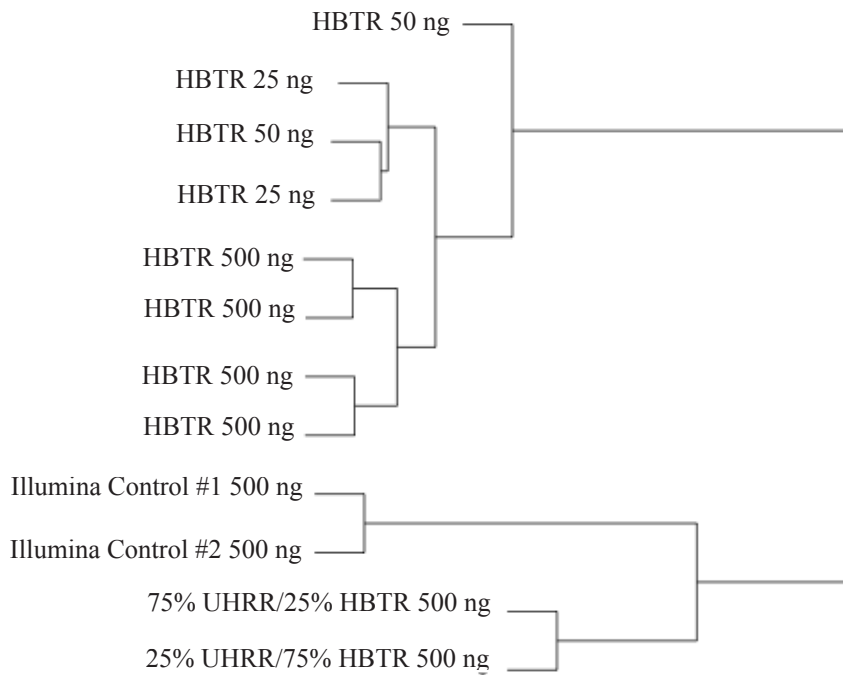 HBTR 50 ng
HBTR 25 ng
HBTR 50 ng
HBTR 25 ng
HBTR 500 ng
HBTR 500 ng
HBTR 500 ng
HBTR 500 ng
Illumina Control #1 500 ng
Illumina Control #2 500 ng
75% UHRR/25% HBTR 500 ng
25% UHRR/75% HBTR 500 ng